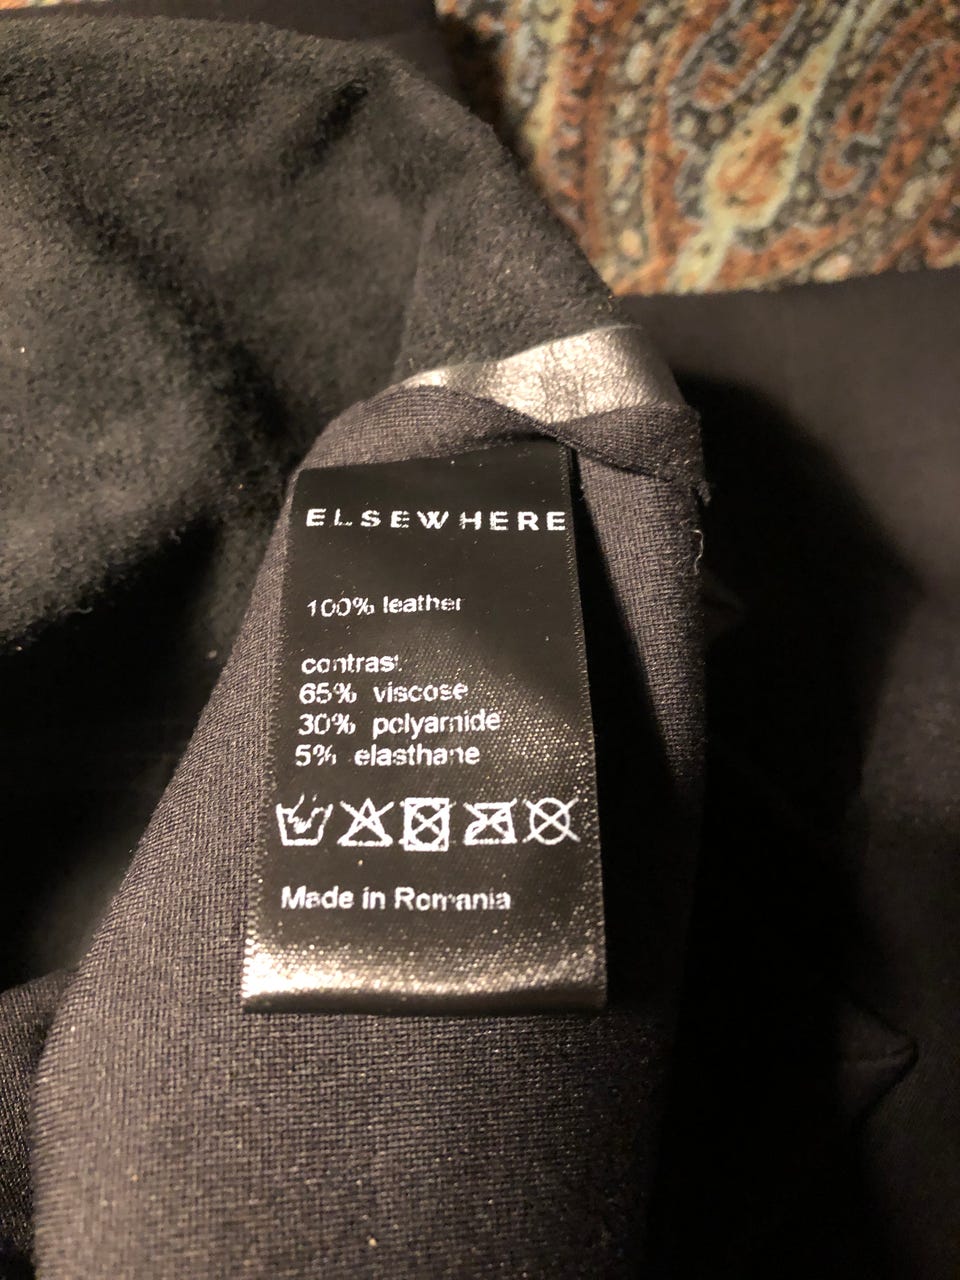 ELSEWHERE
100% leather
contrast
65% viscose
30% polyamide
5% elasthane
Made in Romania